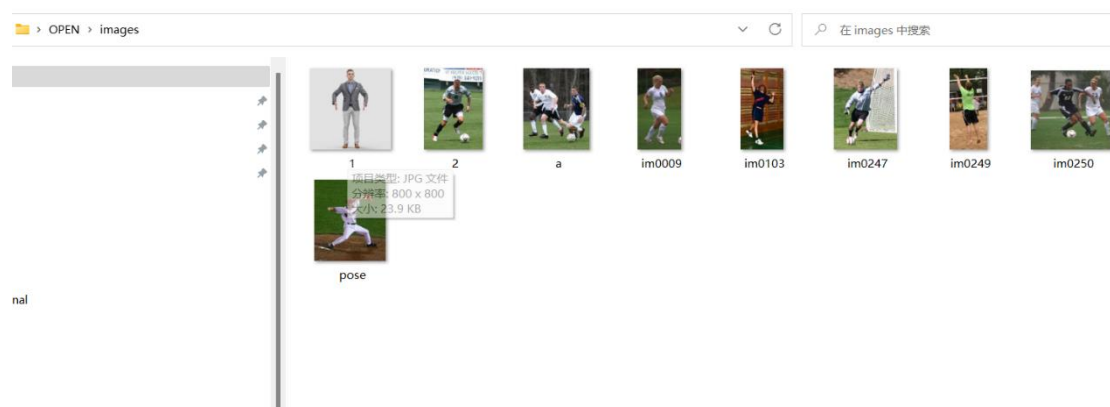 OPEN › images
在 images 中搜索
1
2
a
im0009
im0103
im0247
im0249
im0250
项目类型: JPG 文件
分辨率: 800 x 800
大小: 23.9 KB
pose
nal